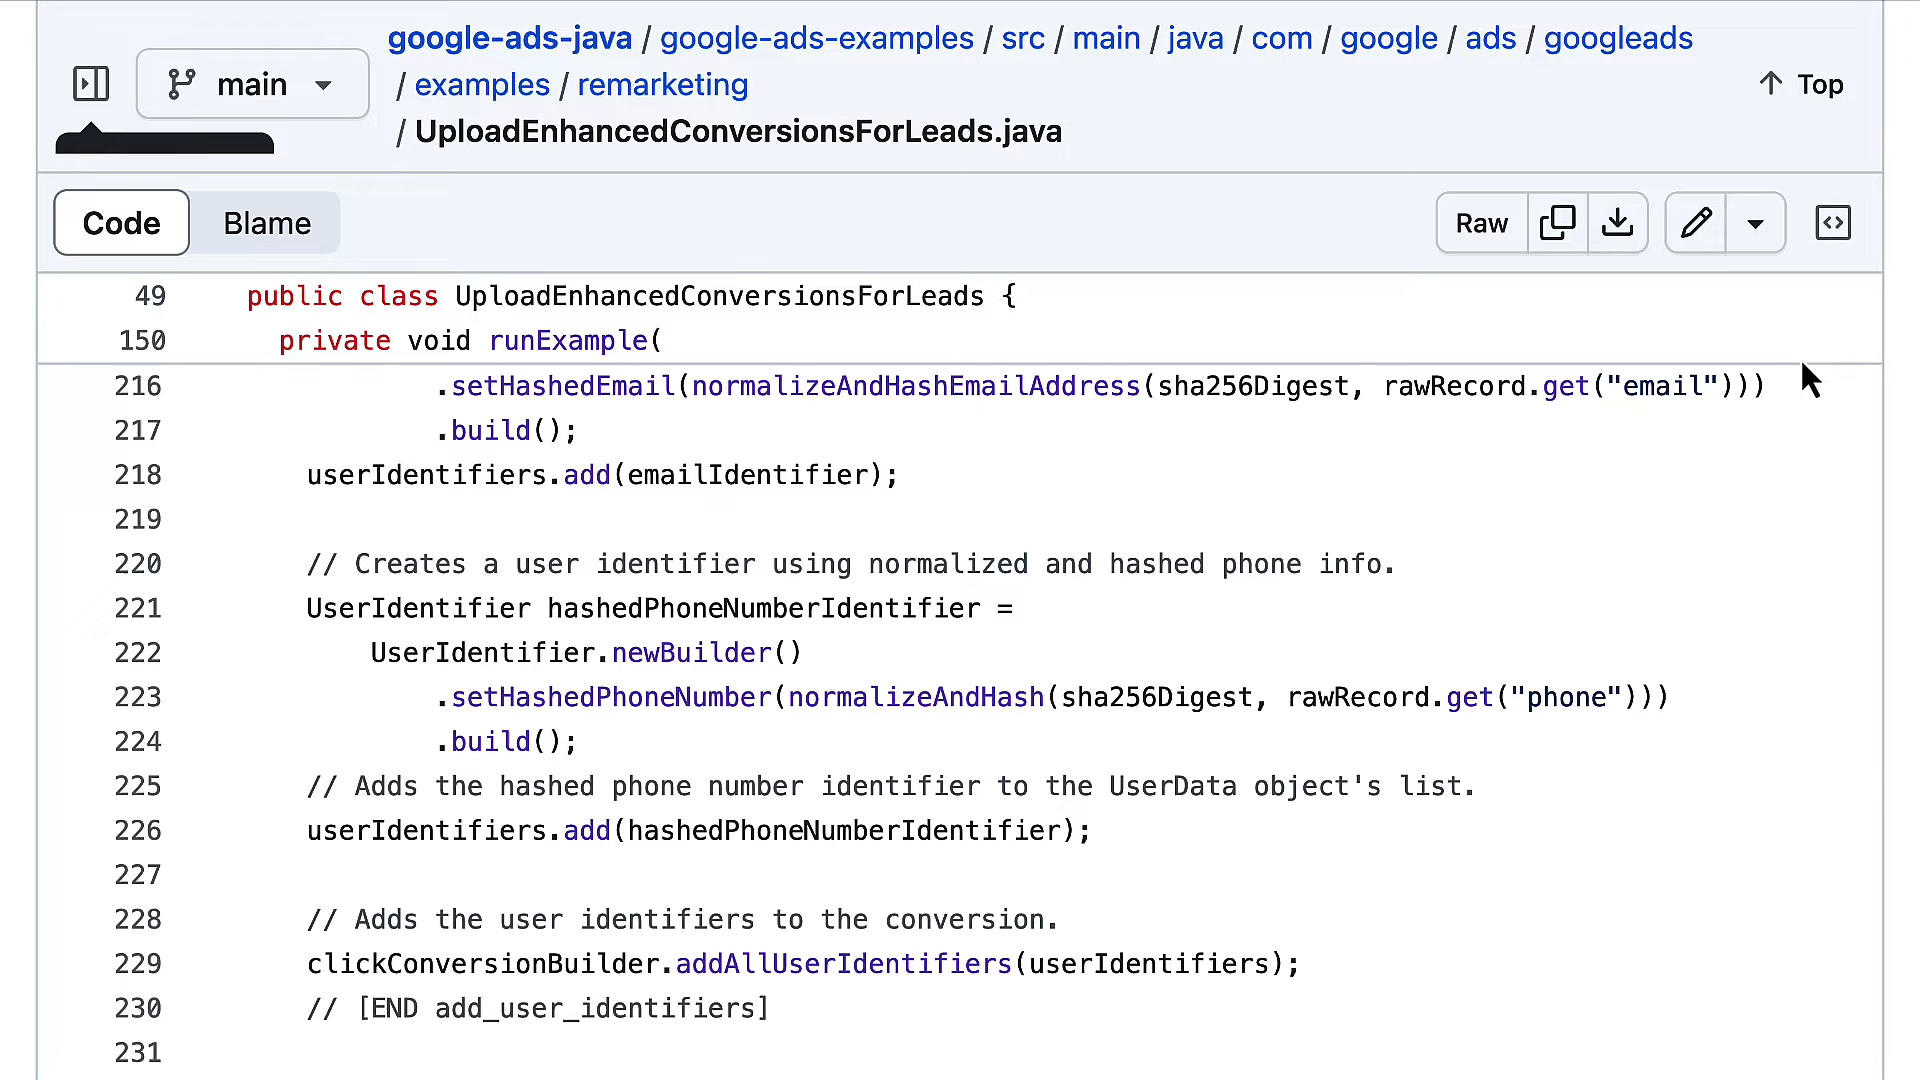 google-ads-java / google-ads-examples / src / main / java / com / google / ads / googleads
/ examples / remarketing
/ UploadEnhancedConversionsForLeads.java
main
Top
Code
Blame
Raw
49 public class UploadEnhancedConversionsForLeads {
150 private void runExample(
216 .setHashedEmail(normalizeAndHashEmailAddress(sha256Digest, rawRecord.get("email")))
217 .build();
218 userIdentifiers.add(emailIdentifier);
219
220 // Creates a user identifier using normalized and hashed phone info.
221 UserIdentifier hashedPhoneNumberIdentifier =
222 UserIdentifier.newBuilder()
223 .setHashedPhoneNumber(normalizeAndHash(sha256Digest, rawRecord.get("phone")))
224 .build();
225 // Adds the hashed phone number identifier to the UserData object's list.
226 userIdentifiers.add(hashedPhoneNumberIdentifier);
227
228 // Adds the user identifiers to the conversion.
229 clickConversionBuilder.addAllUserIdentifiers(userIdentifiers);
230 // [END add_user_identifiers]
231